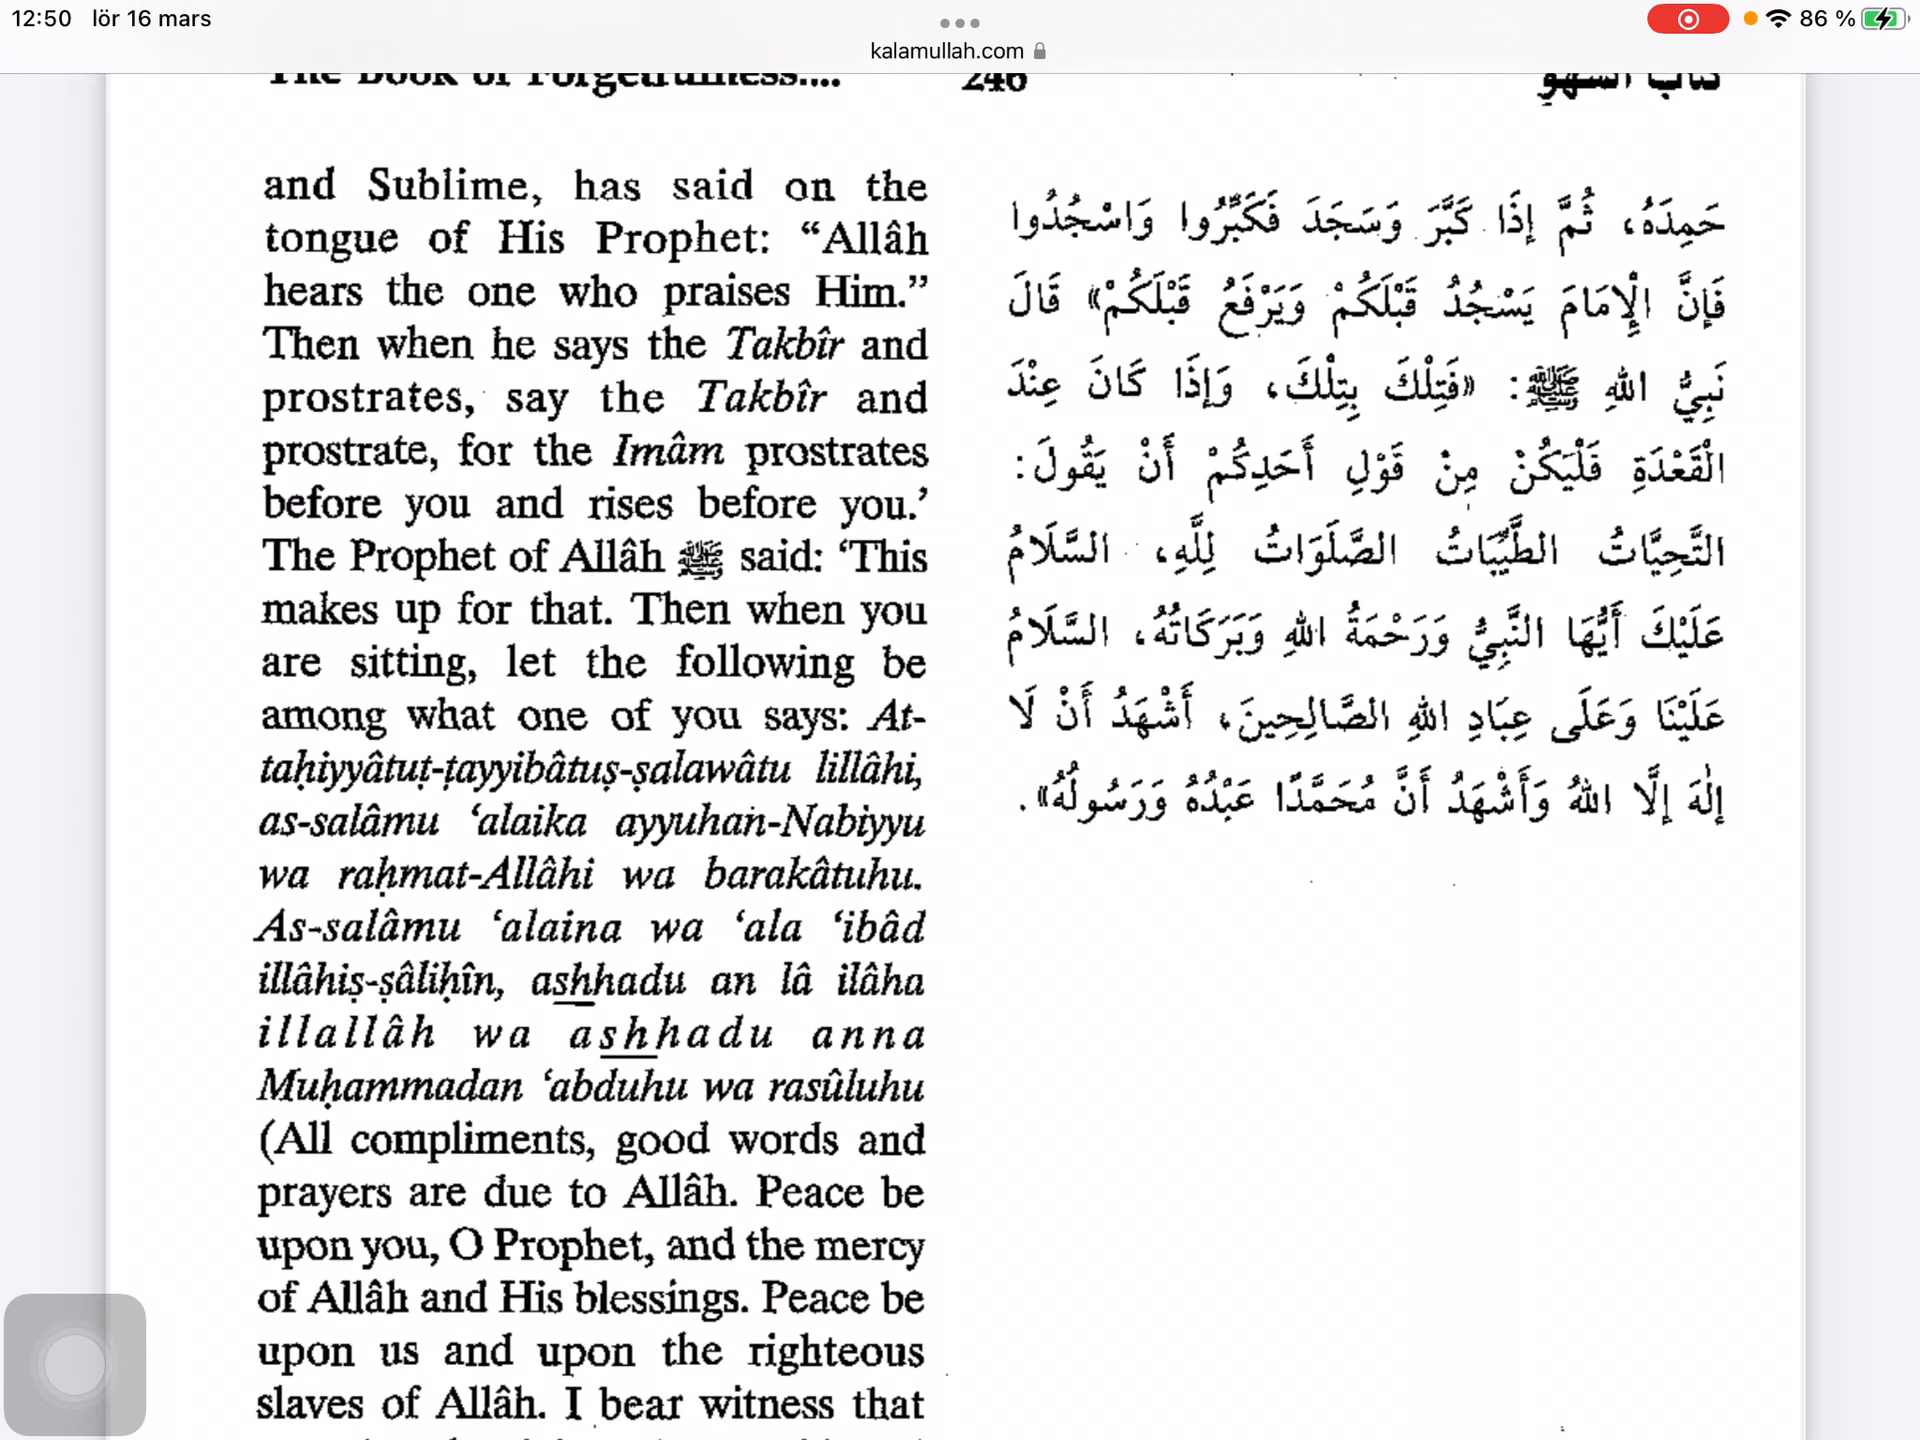 12:50 lör 16 mars
86 %
kalamullah.com
The Book of Forgetfulness....
246
كتاب السهو
and Sublime, has said on the
tongue of His Prophet: “Allâh
hears the one who praises Him.”
Then when he says the Takbîr and
prostrates, say the Takbîr and
prostrate, for the Imâm prostrates
before you and rises before you.’
The Prophet of Allâh ﷺ said: ‘This
makes up for that. Then when you
are sitting, let the following be
among what one of you says: At-
taḥiyyâtuṭ-ṭayyibâtuṣ-ṣalawâtu lillâhi,
as-salâmu ‘alaika ayyuhan-Nabiyyu
wa raḥmat-Allâhi wa barakâtuhu.
As-salâmu ‘alaina wa ‘ala ‘ibâd
illâhiṣ-ṣâliḥîn, ashhadu an lâ ilâha
illallâh wa ashhadu anna
Muḥammadan ‘abduhu wa rasûluhu
(All compliments, good words and
prayers are due to Allâh. Peace be
upon you, O Prophet, and the mercy
of Allâh and His blessings. Peace be
upon us and upon the righteous
slaves of Allâh. I bear witness that
حَمِدَهُ، ثُمَّ إِذَا كَبَّرَ وَسَجَدَ فَكَبِّرُوا وَاسْجُدُوا
فَإِنَّ الْإِمَامَ يَسْجُدُ قَبْلَكُمْ وَيَرْفَعُ قَبْلَكُمْ» قَالَ
نَبِيُّ اللهِ ﷺ: «فَتِلْكَ بِتِلْكَ، وَإِذَا كَانَ عِنْدَ
الْقَعْدَةِ فَلْيَكُنْ مِنْ قَوْلِ أَحَدِكُمْ أَنْ يَقُولَ:
التَّحِيَّاتُ الطَّيِّبَاتُ الصَّلَوَاتُ لِلَّهِ، السَّلَامُ
عَلَيْكَ أَيُّهَا النَّبِيُّ وَرَحْمَةُ اللهِ وَبَرَكَاتُهُ، السَّلَامُ
عَلَيْنَا وَعَلَى عِبَادِ اللهِ الصَّالِحِينَ، أَشْهَدُ أَنْ لَا
إِلٰهَ إِلَّا اللهُ وَأَشْهَدُ أَنَّ مُحَمَّدًا عَبْدُهُ وَرَسُولُهُ».